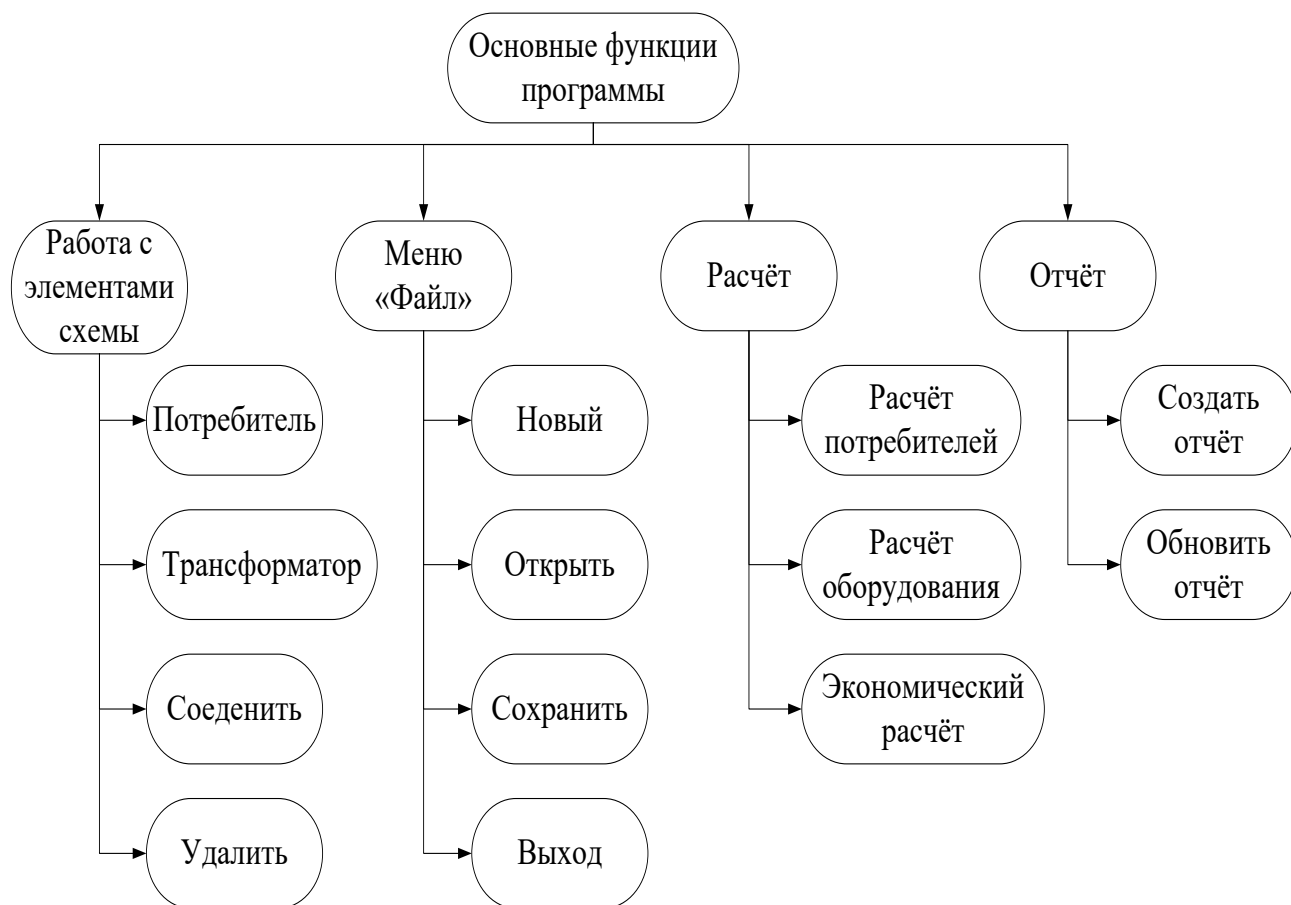 Основные функции
программы
Работа с
элементами
схемы
Меню
«Файл»
Расчёт
Отчёт
Потребитель
Трансформатор
Соеденить
Удалить
Новый
Открыть
Сохранить
Выход
Расчёт
потребителей
Расчёт
оборудования
Экономический
расчёт
Создать
отчёт
Обновить
отчёт